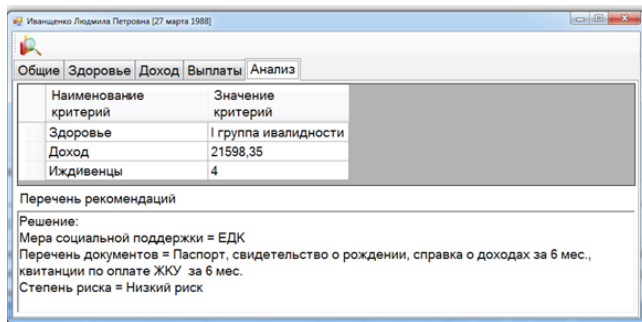 Иванщенко Людмила Петровна [27 марта 1988]
Общие Здоровье Доход Выплаты Анализ
Наименование критерий Значение критерий
Здоровье I группа ивалидности
Доход 21598,35
Иждивенцы 4
Перечень рекомендаций
Решение:
Мера социальной поддержки = ЕДК
Перечень документов = Паспорт, свидетельство о рождении, справка о доходах за 6 мес.,
квитанции по оплате ЖКУ за 6 мес.
Степень риска = Низкий риск